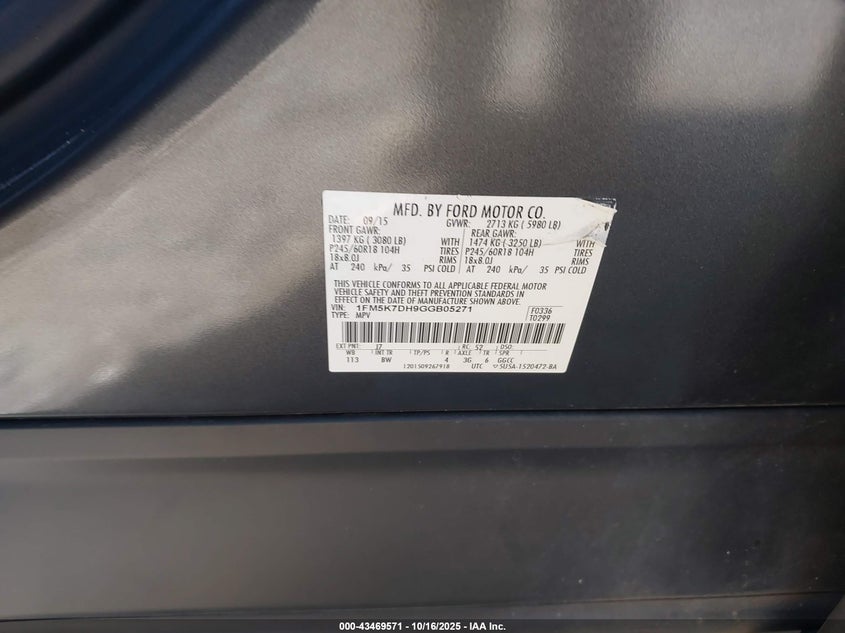 MFD. BY FORD MOTOR CO.
DATE: 09/15 GVWR: 2713 KG ( 5980 LB)
FRONT GAWR: REAR GAWR:
1397 KG ( 3080 LB) WITH 1474 KG ( 3250 LB) WITH
P245/60R18 104H TIRES P245/60R18 104H TIRES
18x8.0J RIMS 18x8.0J RIMS
AT 240 kPa/ 35 PSI COLD AT 240 kPa/ 35 PSI COLD
THIS VEHICLE CONFORMS TO ALL APPLICABLE FEDERAL MOTOR
VEHICLE SAFETY AND THEFT PREVENTION STANDARDS IN
EFFECT ON THE DATE OF MANUFACTURE SHOWN ABOVE.
VIN: 1FM5K7DH9GGB05271 F0336
TYPE: MPV T0299
EXT PNT: J7 RC: 52 DSO:
WB INT TR TP/PS R AXLE TR SPR
113 BW 4 3G 6 GGCC
1201509267918 UTC ▽5U5A-1520472-BA
000-43469571 - 10/16/2025 - IAA Inc.